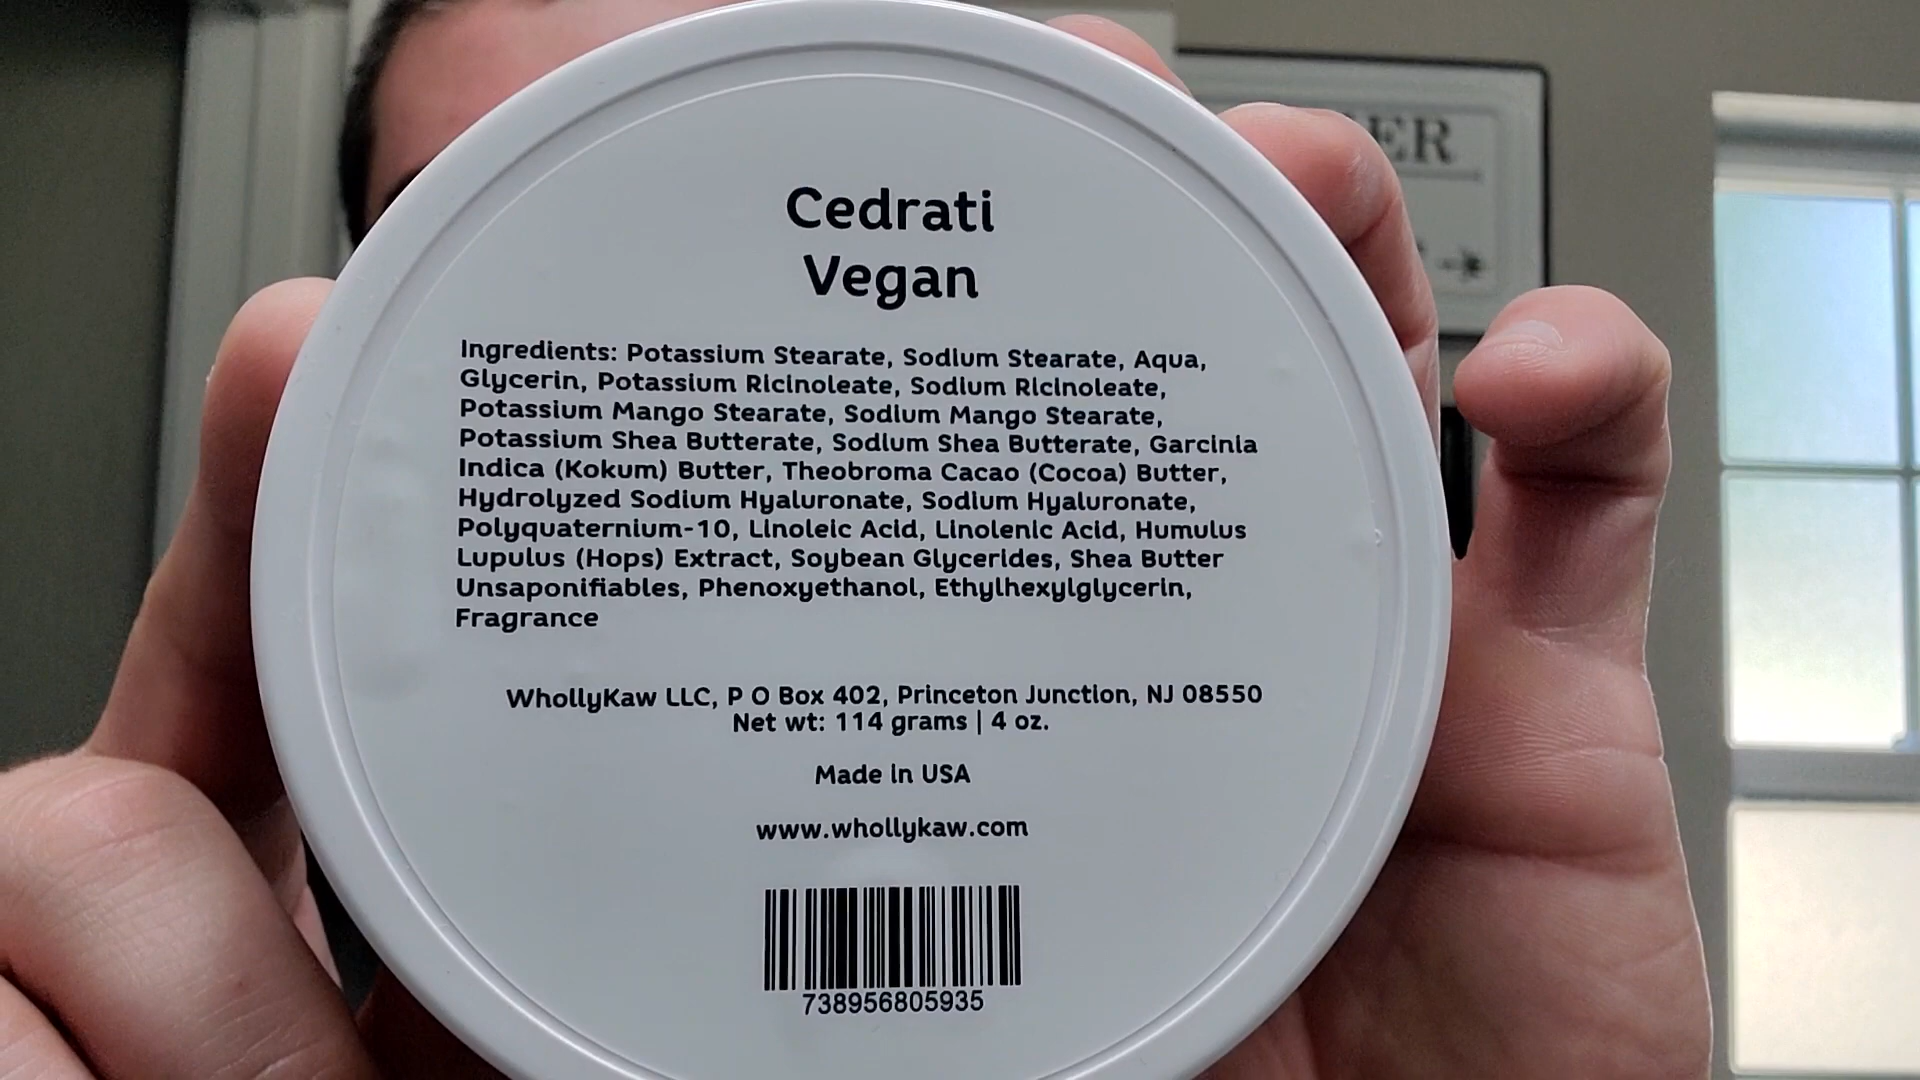 Cedrati
Vegan
Ingredients: Potassium Stearate, Sodium Stearate, Aqua,
Glycerin, Potassium Ricinoleate, Sodium Ricinoleate,
Potassium Mango Stearate, Sodium Mango Stearate,
Potassium Shea Butterate, Sodium Shea Butterate, Garcinia
Indica (Kokum) Butter, Theobroma Cacao (Cocoa) Butter,
Hydrolyzed Sodium Hyaluronate, Sodium Hyaluronate,
Polyquaternium-10, Linoleic Acid, Linolenic Acid, Humulus
Lupulus (Hops) Extract, Soybean Glycerides, Shea Butter
Unsaponifiables, Phenoxyethanol, Ethylhexylglycerin,
Fragrance
WhollyKaw LLC, P O Box 402, Princeton Junction, NJ 08550
Net wt: 114 grams | 4 oz.
Made in USA
www.whollykaw.com
738956805935